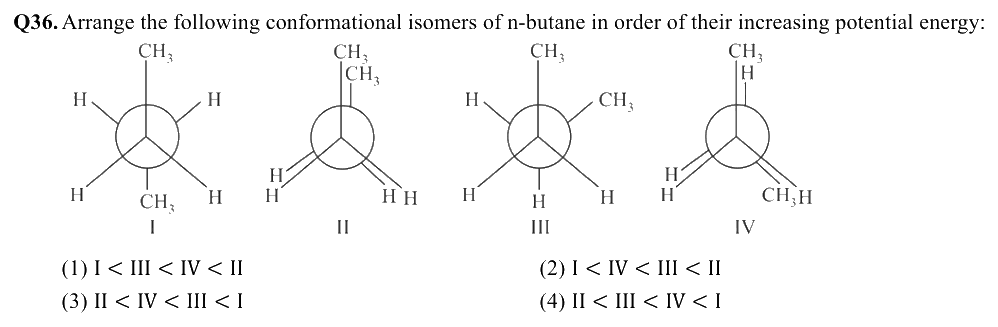 Q36. Arrange the following conformational isomers of n-butane in order of their increasing potential energy:
CH₃ CH₃ CH₃ CH₃
CH₃ H
H H H CH₃
H H
H CH₃ H H H H H H H H CH₃H
I II III IV
(1) I < III < IV < II (2) I < IV < III < II
(3) II < IV < III < I (4) II < III < IV < I